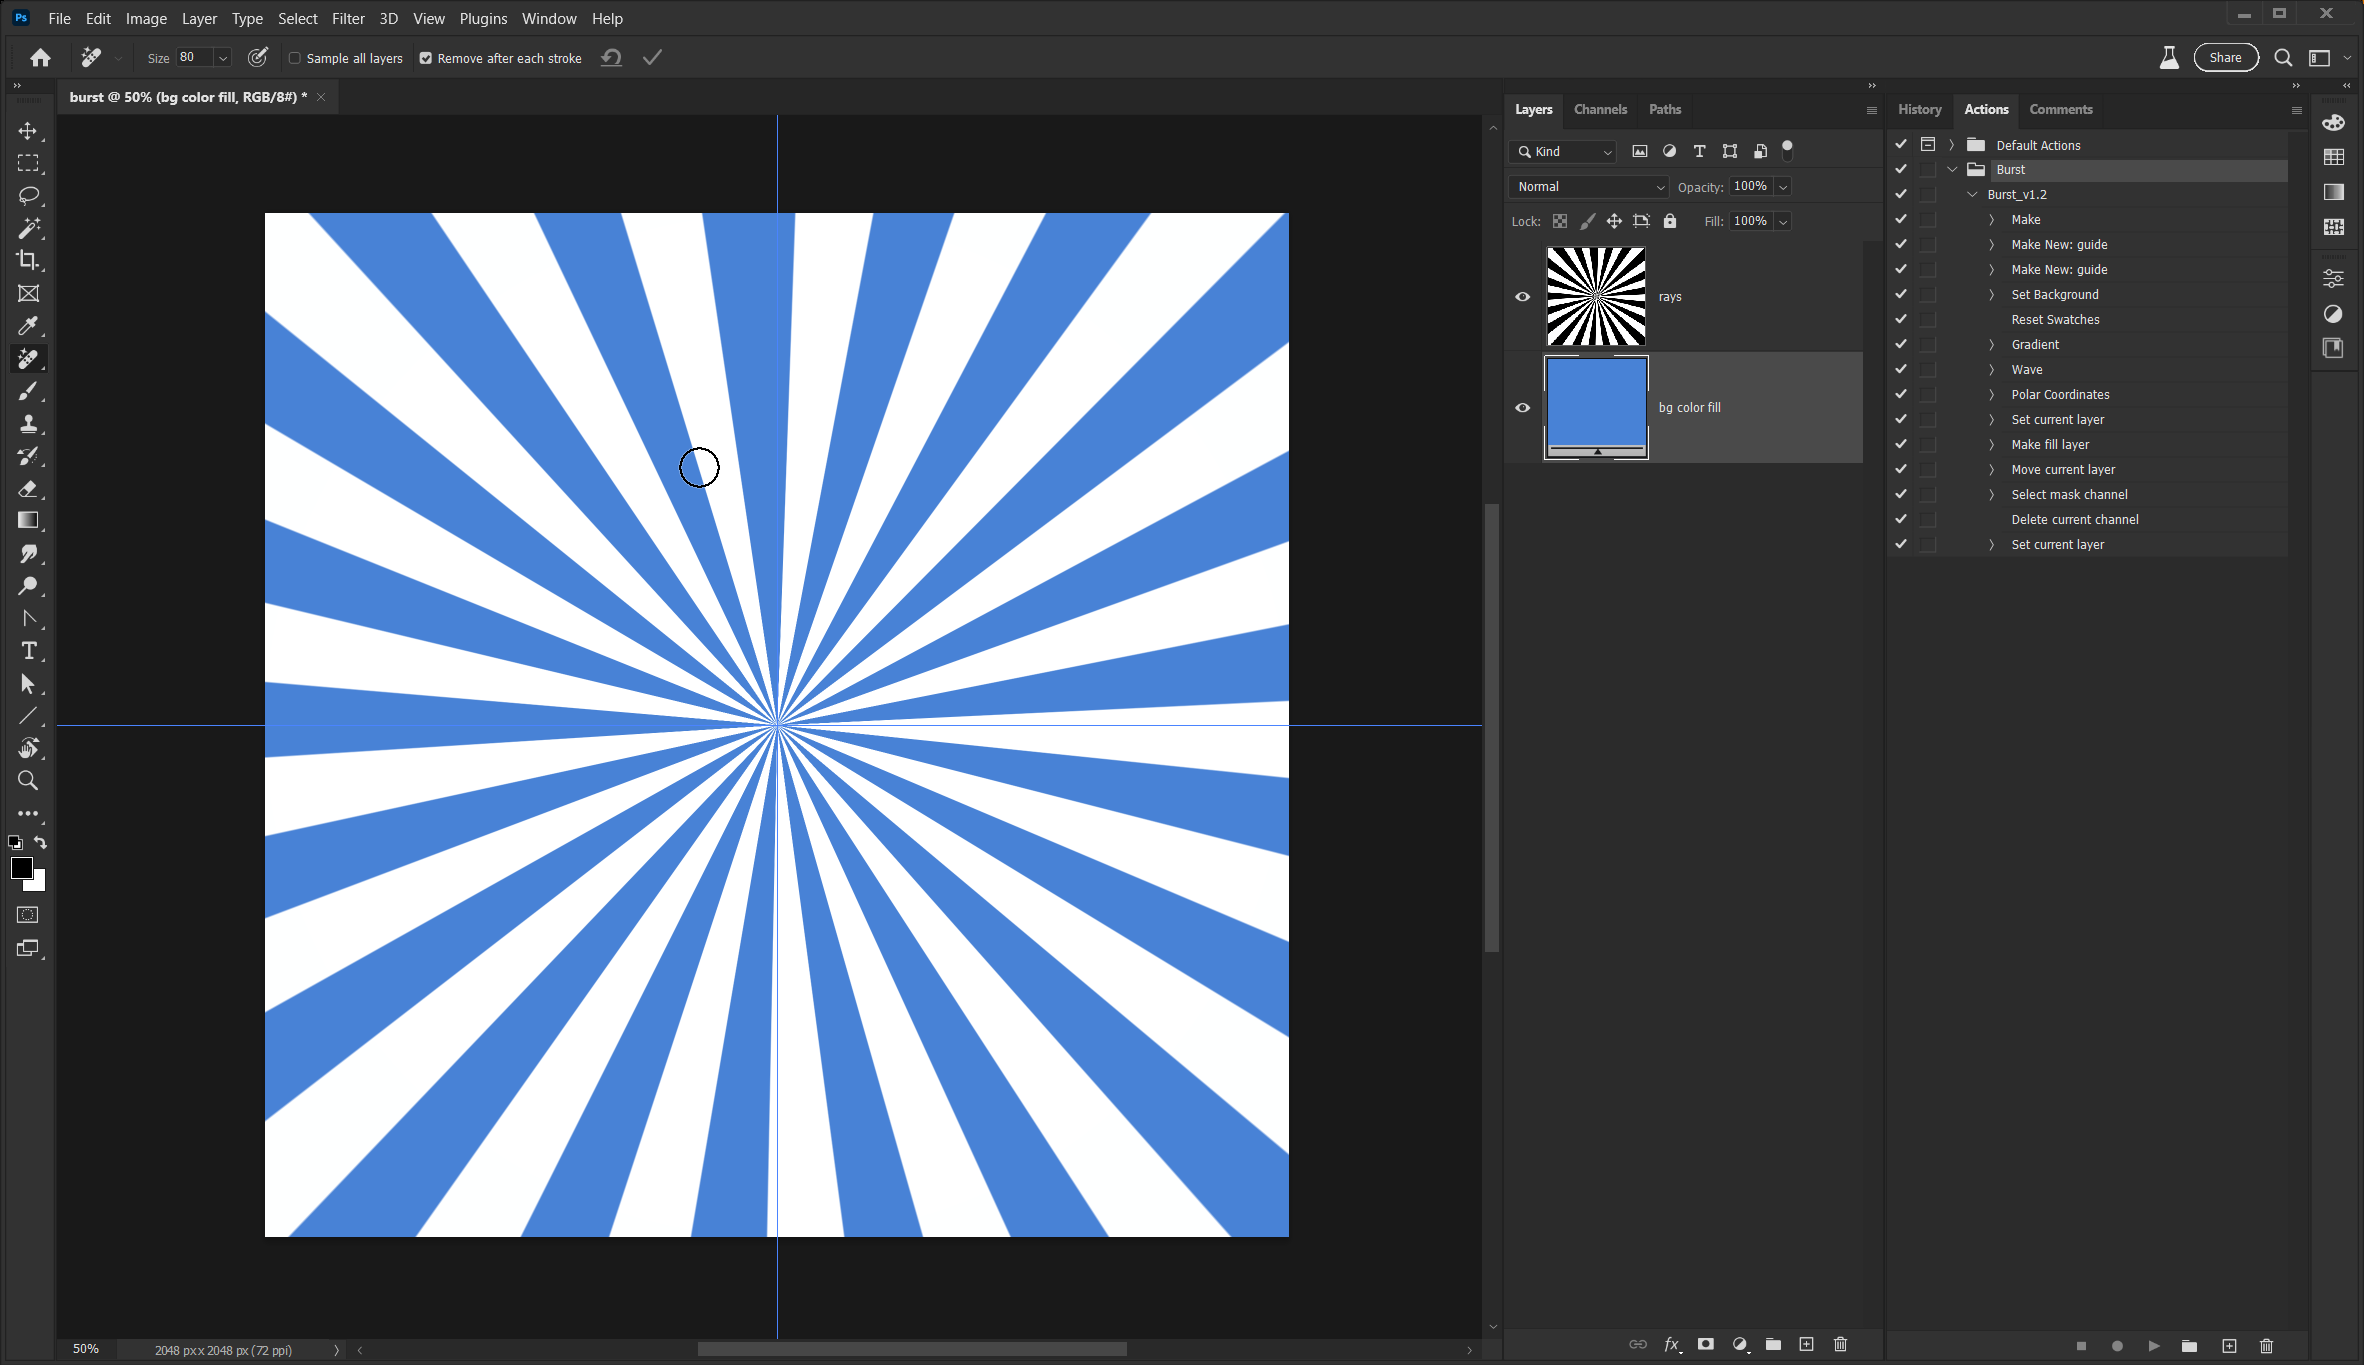 Ps File Edit Image Layer Type Select Filter 3D View Plugins Window Help
Size 80 Sample all layers Remove after each stroke Share
burst @ 50% (bg color fill, RGB/8#) *
Layers Channels Paths
Kind
Normal Opacity: 100%
Lock: Fill: 100%
rays
bg color fill
History Actions Comments
Default Actions
Burst
Burst_v1.2
Make
Make New: guide
Make New: guide
Set Background
Reset Swatches
Gradient
Wave
Polar Coordinates
Set current layer
Make fill layer
Move current layer
Select mask channel
Delete current channel
Set current layer
50% 2048 px x 2048 px (72 ppi)
fx